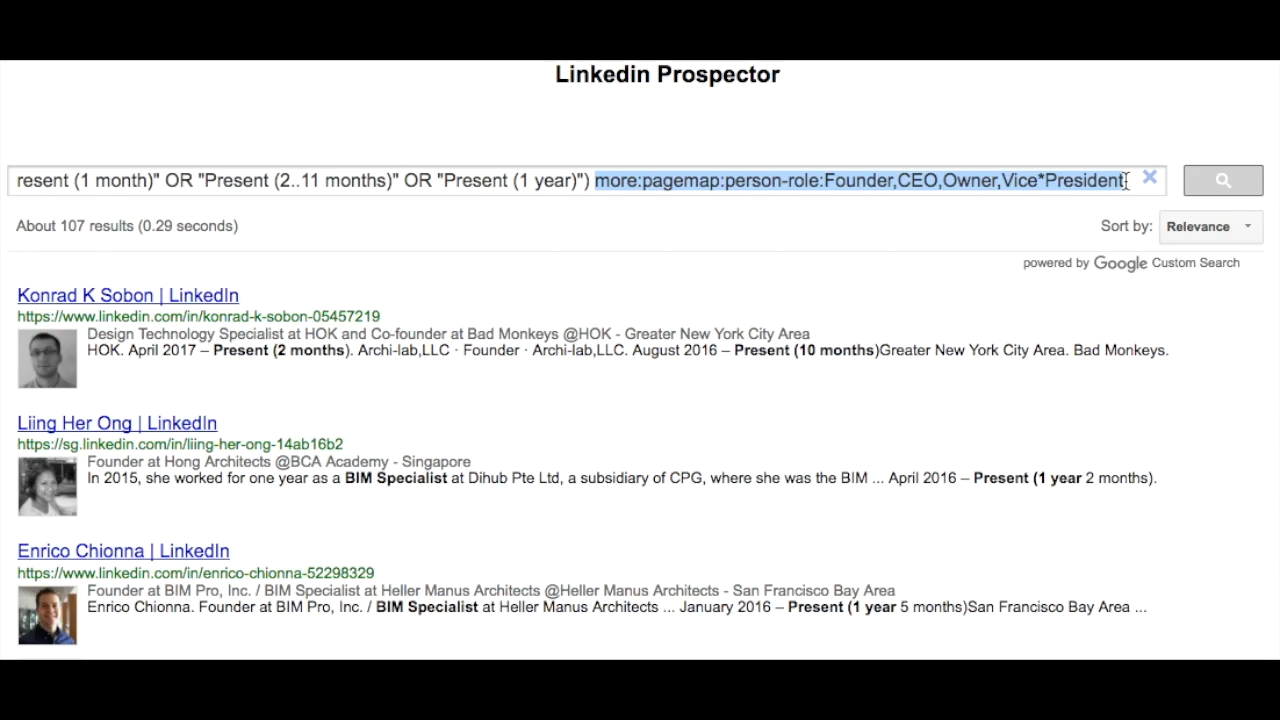 Linkedin Prospector
resent (1 month)" OR "Present (2..11 months)" OR "Present (1 year)") more:pagemap:person-role:Founder,CEO,Owner,Vice*President
About 107 results (0.29 seconds)
Sort by: Relevance
powered by Google Custom Search
Konrad K Sobon | LinkedIn
https://www.linkedin.com/in/konrad-k-sobon-05457219
Design Technology Specialist at HOK and Co-founder at Bad Monkeys @HOK - Greater New York City Area
HOK. April 2017 – Present (2 months). Archi-lab,LLC · Founder · Archi-lab,LLC. August 2016 – Present (10 months)Greater New York City Area. Bad Monkeys.
Liing Her Ong | LinkedIn
https://sg.linkedin.com/in/liing-her-ong-14ab16b2
Founder at Hong Architects @BCA Academy - Singapore
In 2015, she worked for one year as a BIM Specialist at Dihub Pte Ltd, a subsidiary of CPG, where she was the BIM ... April 2016 – Present (1 year 2 months).
Enrico Chionna | LinkedIn
https://www.linkedin.com/in/enrico-chionna-52298329
Founder at BIM Pro, Inc. / BIM Specialist at Heller Manus Architects @Heller Manus Architects - San Francisco Bay Area
Enrico Chionna. Founder at BIM Pro, Inc. / BIM Specialist at Heller Manus Architects ... January 2016 – Present (1 year 5 months)San Francisco Bay Area ...